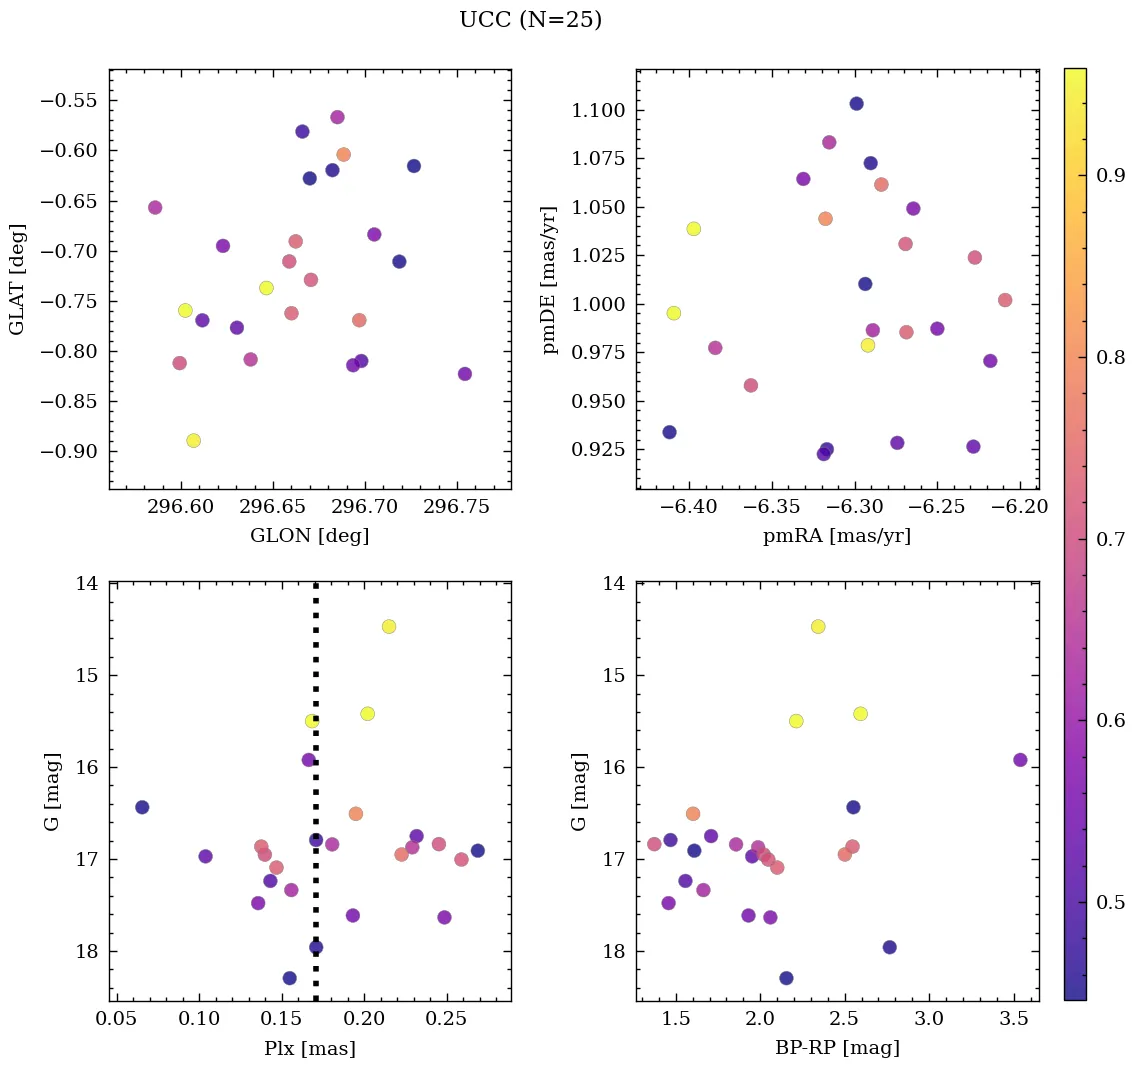 UCC (N=25)
−0.55
−0.60
−0.65
−0.70
−0.75
−0.80
−0.85
−0.90
GLAT [deg]
296.60 296.65 296.70 296.75
GLON [deg]
1.100
1.075
1.050
1.025
1.000
0.975
0.950
0.925
pmDE [mas/yr]
−6.40 −6.35 −6.30 −6.25 −6.20
pmRA [mas/yr]
0.9
0.8
0.7
0.6
0.5
14
15
16
17
18
G [mag]
0.05 0.10 0.15 0.20 0.25
Plx [mas]
14
15
16
17
18
G [mag]
1.5 2.0 2.5 3.0 3.5
BP-RP [mag]